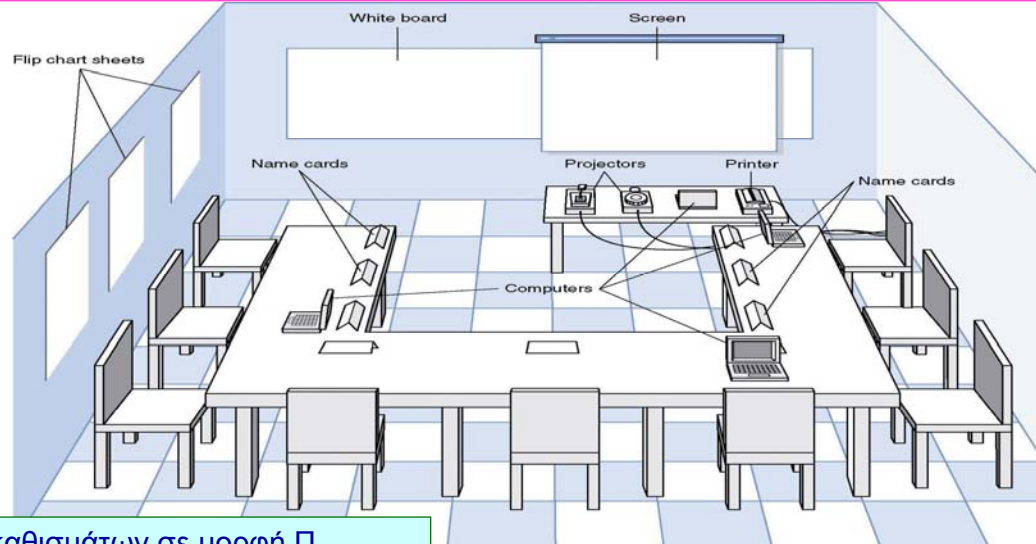 White board
Screen
Flip chart sheets
Name cards
Projectors
Printer
Name cards
Computers
καθισμάτων σε μορφή Π